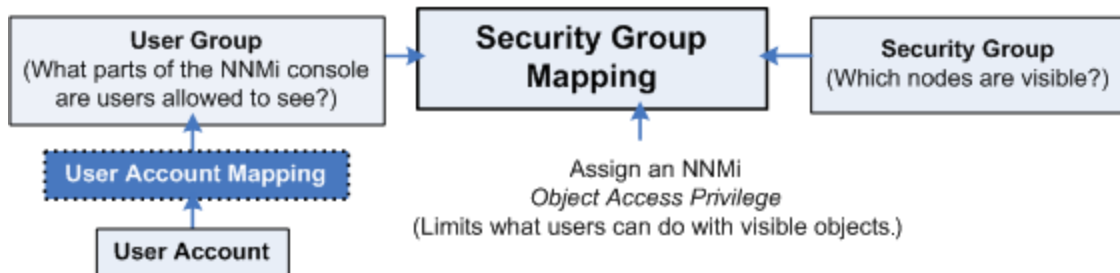 User Group
(What parts of the NNMi console
are users allowed to see?)
Security Group
Mapping
Security Group
(Which nodes are visible?)
User Account Mapping
User Account
Assign an NNMi
Object Access Privilege
(Limits what users can do with visible objects.)